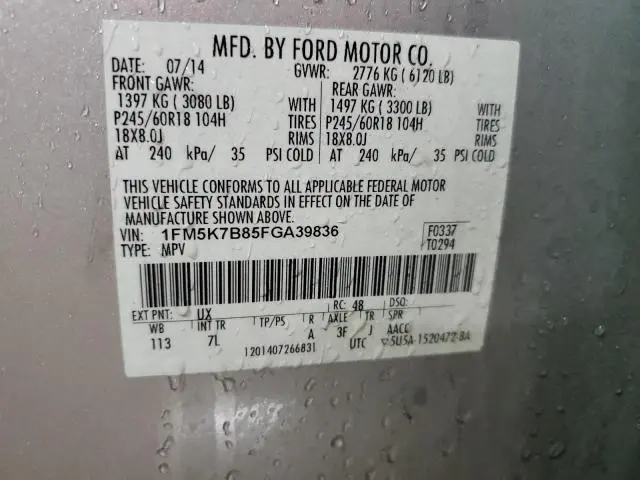 MFD. BY FORD MOTOR CO.
DATE: 07/14 GVWR: 2776 KG ( 6120 LB)
FRONT GAWR: REAR GAWR:
1397 KG ( 3080 LB) WITH 1497 KG ( 3300 LB) WITH
P245/60R18 104H TIRES P245/60R18 104H TIRES
18X8.0J RIMS 18X8.0J RIMS
AT 240 kPa/ 35 PSI COLD AT 240 kPa/ 35 PSI COLD
THIS VEHICLE CONFORMS TO ALL APPLICABLE FEDERAL MOTOR
VEHICLE SAFETY STANDARDS IN EFFECT ON THE DATE OF
MANUFACTURE SHOWN ABOVE.
VIN: 1FM5K7B85FGA39836 F0337
TYPE: MPV T0294
EXT PNT: UX RC: 48 DSO:
WB INT TR TP/PS R AXLE TR SPR
113 7L A 3F J AACC
1201407266831 UTC 5U5A-1520472-BA